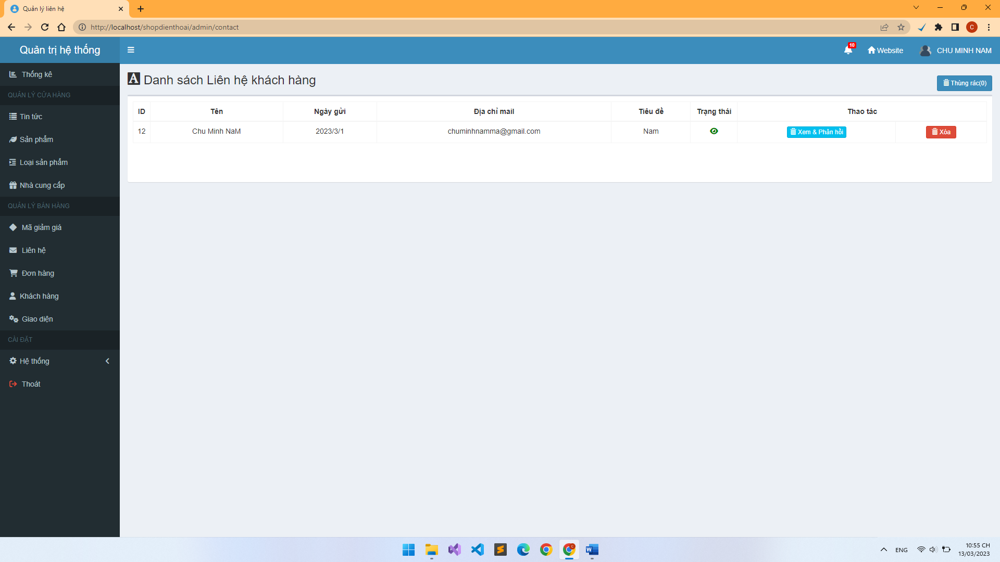 Quản lý liên hệ
http://localhost/shopdienthoai/admin/contact
C
Quản trị hệ thống
10
Website
CHU MINH NAM
Thống kê
QUẢN LÝ CỬA HÀNG
Tin tức
Sản phẩm
Loại sản phẩm
Nhà cung cấp
QUẢN LÝ BÁN HÀNG
Mã giảm giá
Liên hệ
Đơn hàng
Khách hàng
Giao diện
CÀI ĐẶT
Hệ thống
Thoát
A Danh sách Liên hệ khách hàng
Thùng rác(0)
ID Tên Ngày gửi Địa chỉ mail Tiêu đề Trạng thái Thao tác
12 Chu Minh NaM 2023/3/1 chuminhnamma@gmail.com Nam Xem & Phản hồi Xóa
ENG
10:55 CH
13/03/2023